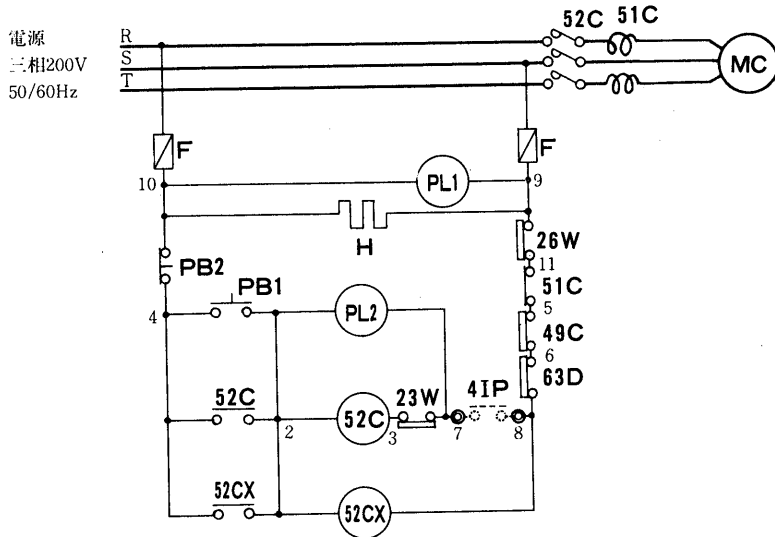 電源
三相200V
50/60Hz
R
S
T
52C
51C
MC
F
F
10
PL1
9
H
26W
11
PB2
51C
PB1
4
PL2
5
49C
6
63D
52C
2
52C
3
23W
7
4IP
8
52CX
52CX